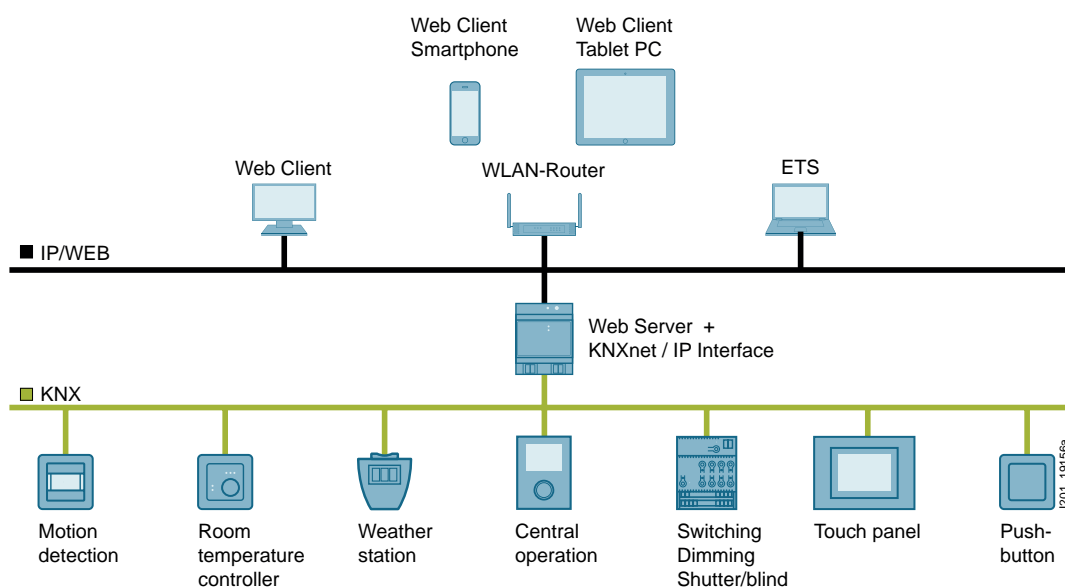 Web Client
Smartphone
Web Client
Tablet PC
Web Client
WLAN-Router
ETS
IP/WEB
Web Server +
KNXnet / IP Interface
KNX
Motion
detection
Room
temperature
controller
Weather
station
Central
operation
Switching
Dimming
Shutter/blind
Touch panel
Push-
button
I201_19156a